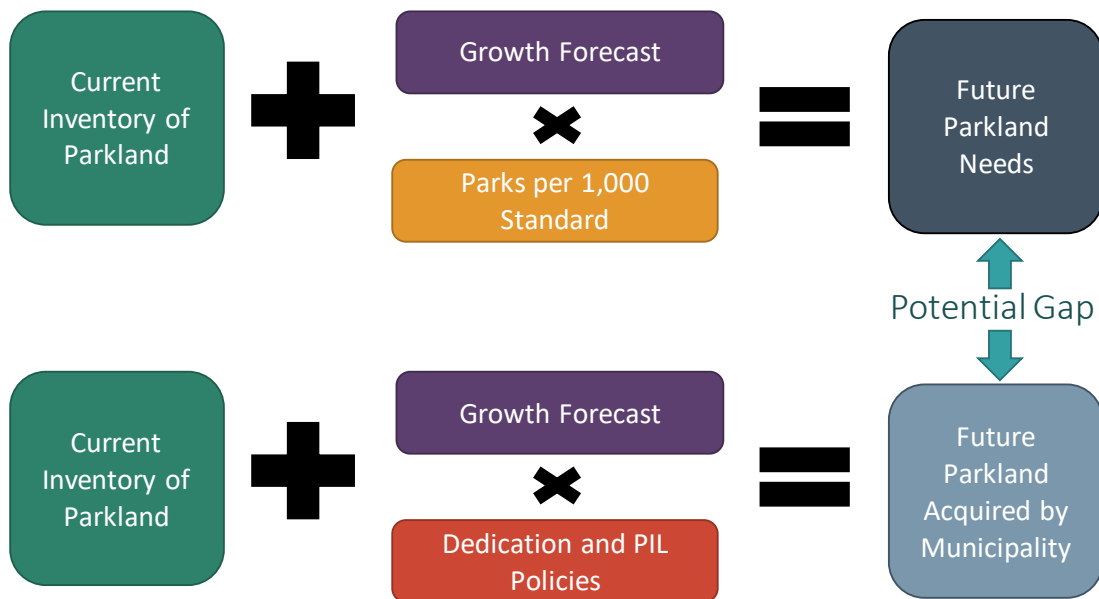 Current
Inventory of
Parkland
Growth Forecast
Parks per 1,000
Standard
Future
Parkland
Needs
Potential Gap
Current
Inventory of
Parkland
Growth Forecast
Dedication and PIL
Policies
Future
Parkland
Acquired by
Municipality